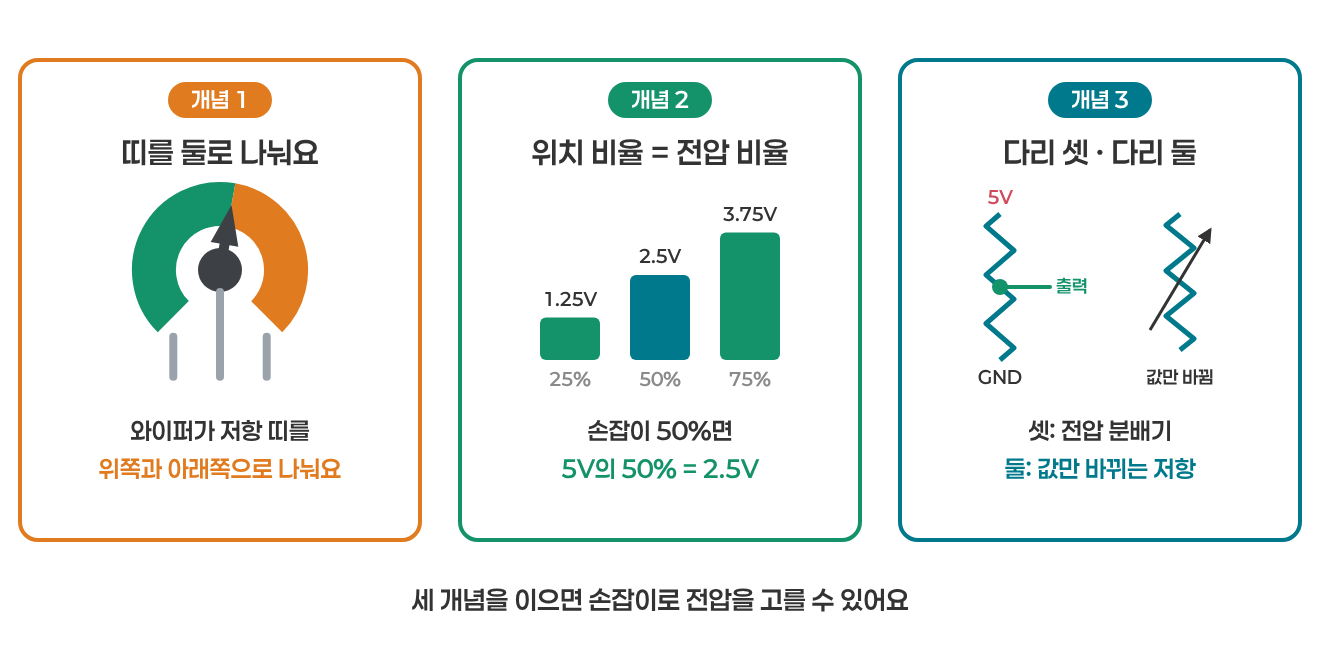 개념 1
띠를 둘로 나눠요
와이퍼가 저항 띠를
위쪽과 아래쪽으로 나눠요
개념 2
위치 비율 = 전압 비율
3.75V
2.5V
1.25V
25%
50%
75%
손잡이 50%면
5V의 50% = 2.5V
개념 3
다리 셋 · 다리 둘
5V
출력
GND
값만 바뀜
셋: 전압 분배기
둘: 값만 바뀌는 저항
세 개념을 이으면 손잡이로 전압을 고를 수 있어요